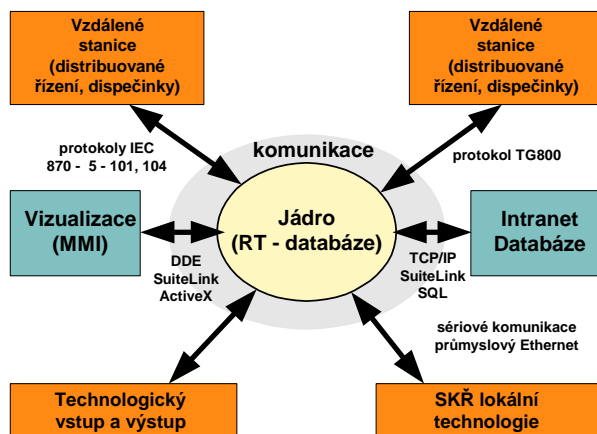 Vzdálené
stanice
(distribuované
řízení, dispečinky)
Vzdálené
stanice
(distribuované
řízení, dispečinky)
protokoly IEC
870 - 5 - 101, 104
komunikace
protokol TG800
Vizualizace
(MMI)
Jádro
(RT - databáze)
Intranet
Databáze
DDE
SuiteLink
ActiveX
TCP/IP
SuiteLink
SQL
sériové komunikace
průmyslový Ethernet
Technologický
vstup a výstup
SKŘ lokální
technologie